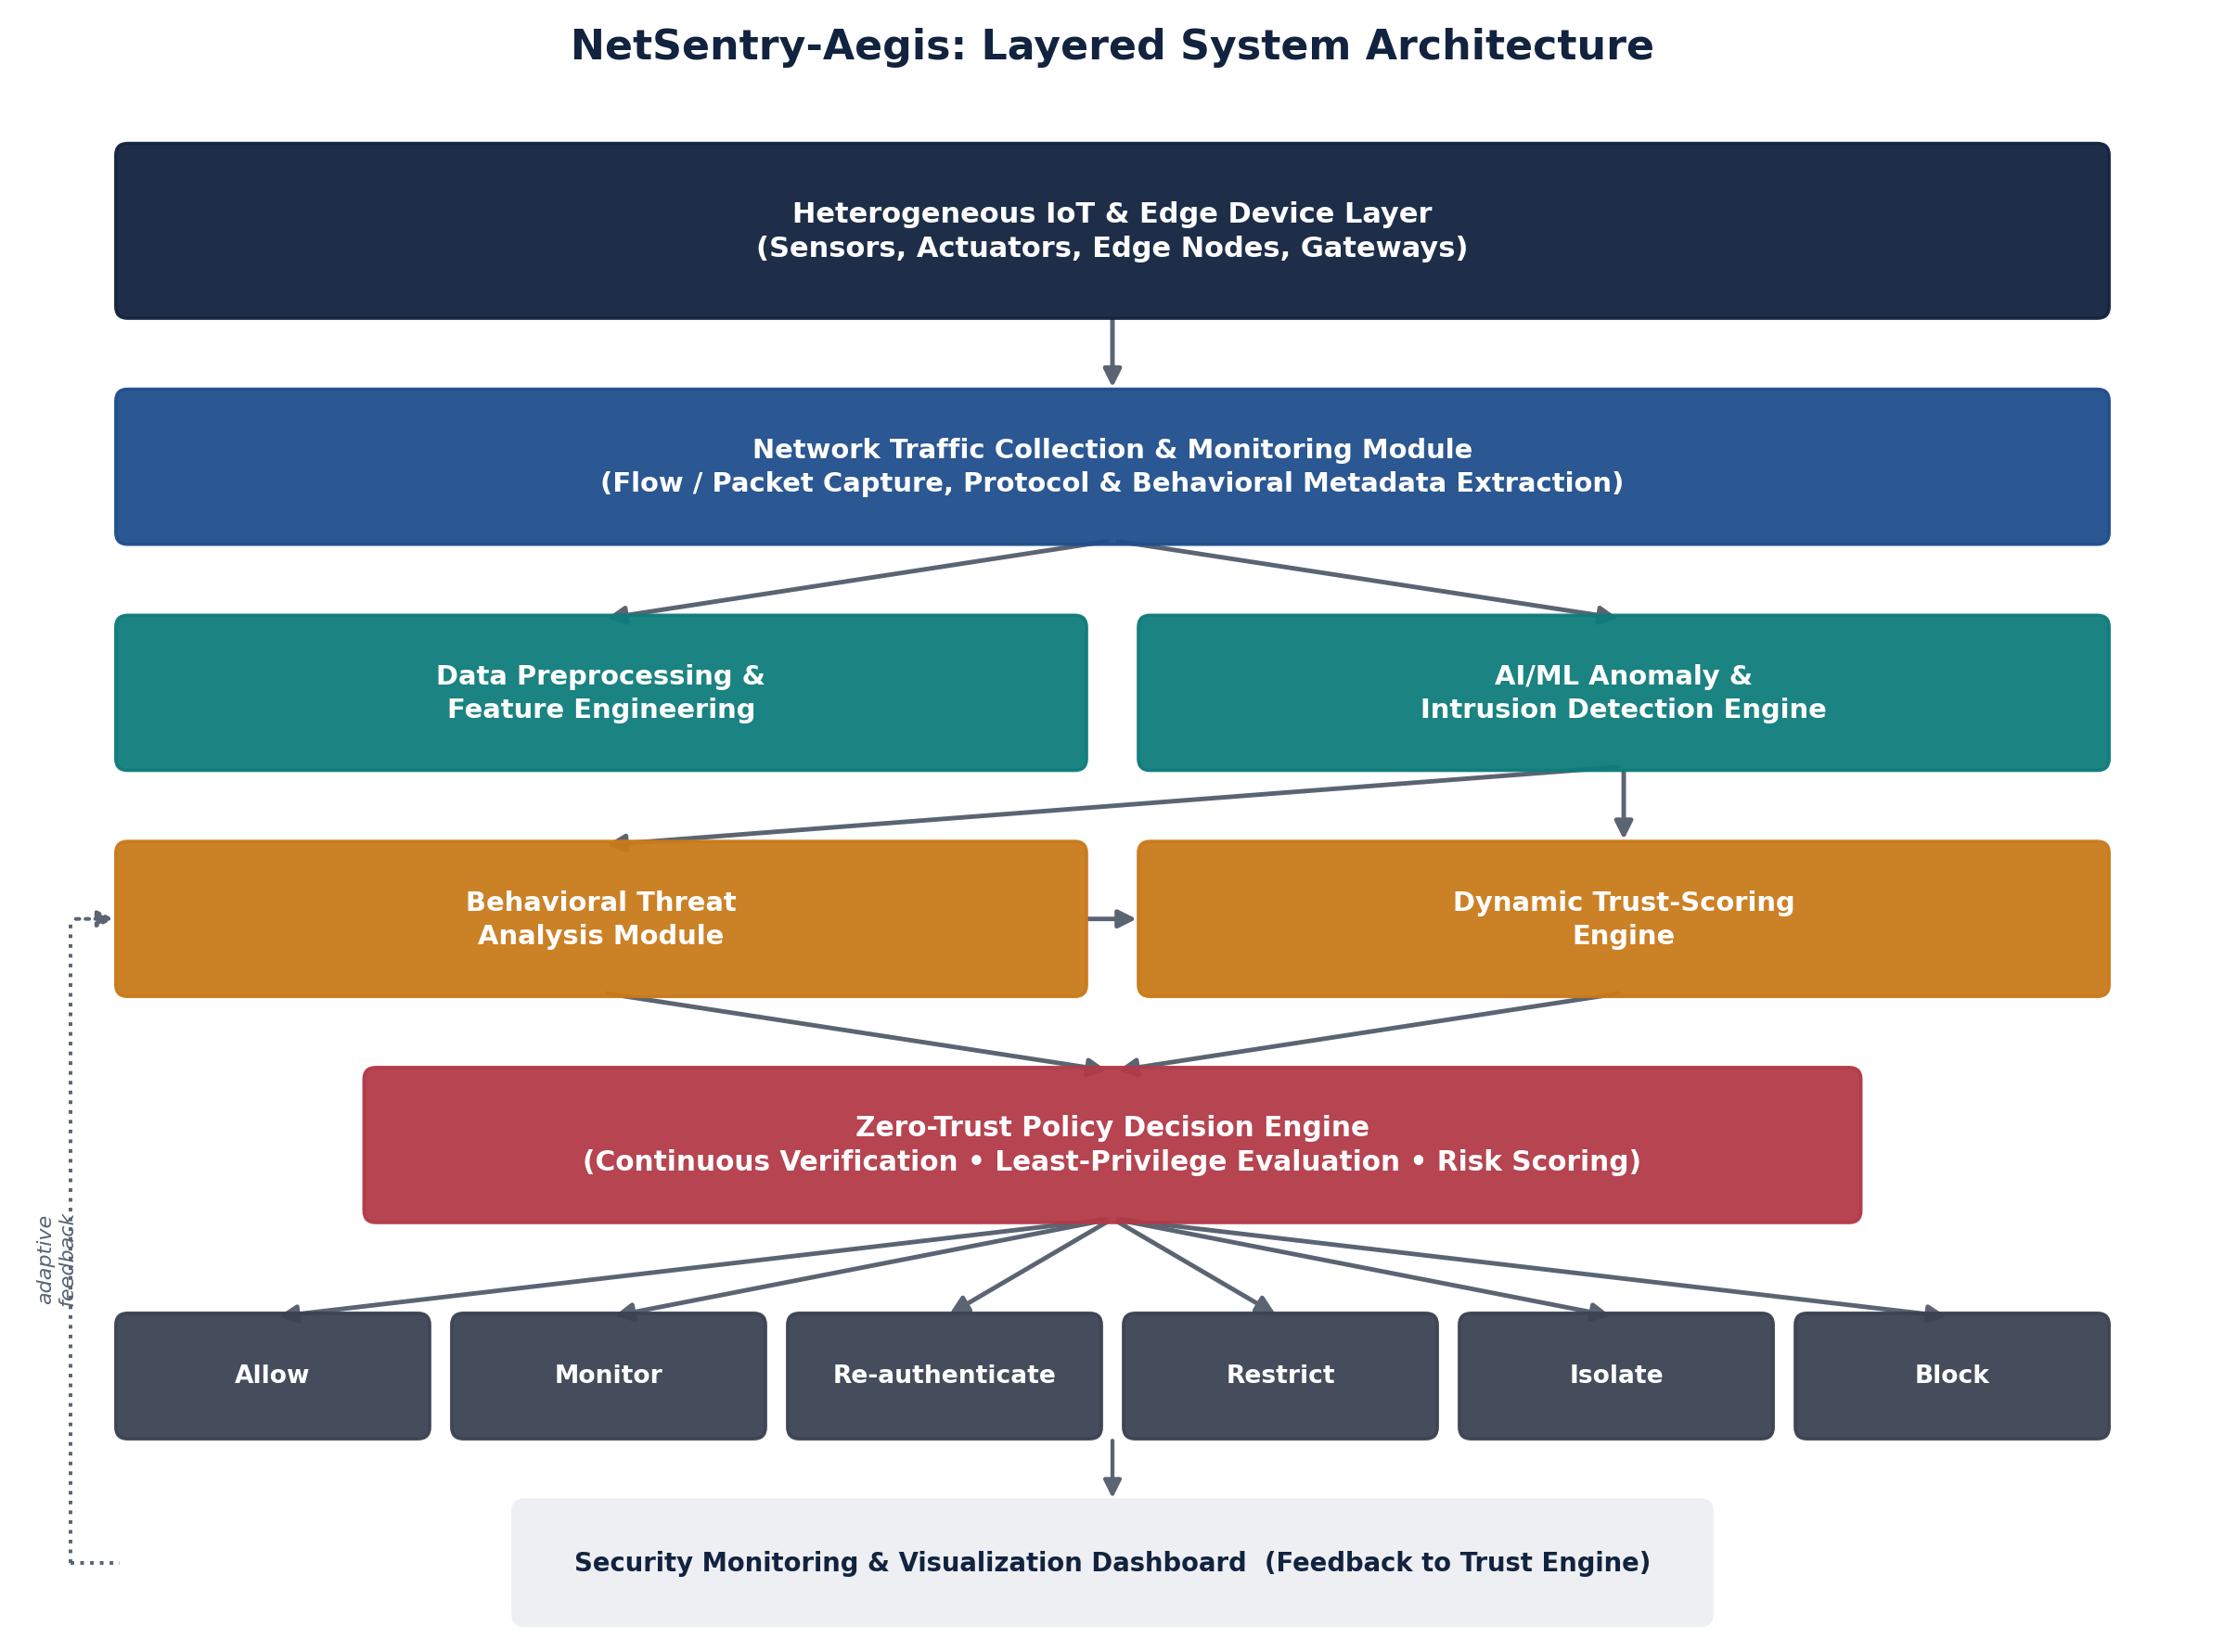 NetSentry-Aegis: Layered System Architecture
Heterogeneous IoT & Edge Device Layer
(Sensors, Actuators, Edge Nodes, Gateways)
Network Traffic Collection & Monitoring Module
(Flow / Packet Capture, Protocol & Behavioral Metadata Extraction)
Data Preprocessing &
Feature Engineering
AI/ML Anomaly &
Intrusion Detection Engine
Behavioral Threat
Analysis Module
Dynamic Trust-Scoring
Engine
Zero-Trust Policy Decision Engine
(Continuous Verification • Least-Privilege Evaluation • Risk Scoring)
adaptive
feedback
Allow
Monitor
Re-authenticate
Restrict
Isolate
Block
Security Monitoring & Visualization Dashboard  (Feedback to Trust Engine)